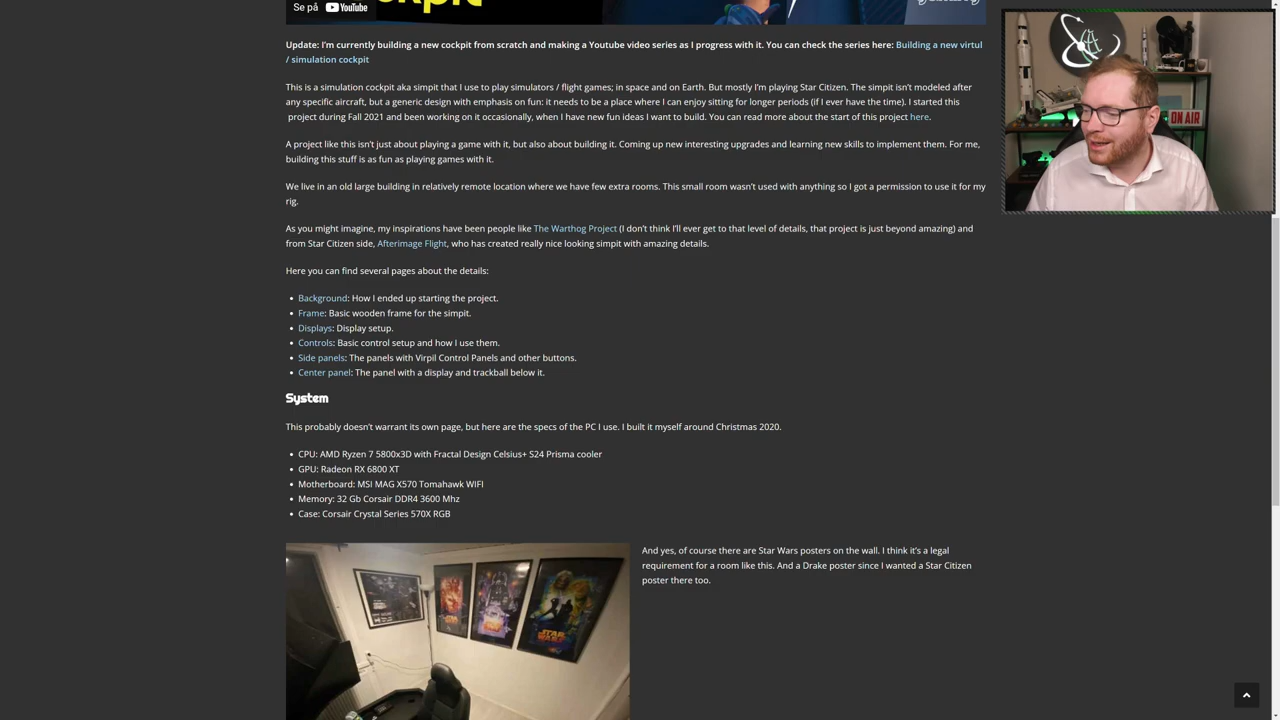 Se på YouTube
Update: I'm currently building a new cockpit from scratch and making a Youtube video series as I progress with it. You can check the series here: Building a new virtul
/ simulation cockpit
This is a simulation cockpit aka simpit that I use to play simulators / flight games; in space and on Earth. But mostly I'm playing Star Citizen. The simpit isn't modeled after
any specific aircraft, but a generic design with emphasis on fun: it needs to be a place where I can enjoy sitting for longer periods (if I ever have the time). I started this
project during Fall 2021 and been working on it occasionally, when I have new fun ideas I want to build. You can read more about the start of this project here.
A project like this isn't just about playing a game with it, but also about building it. Coming up new interesting upgrades and learning new skills to implement them. For me,
building this stuff is as fun as playing games with it.
We live in an old large building in relatively remote location where we have few extra rooms. This small room wasn't used with anything so I got a permission to use it for my
rig.
As you might imagine, my inspirations have been people like The Warthog Project (I don't think I'll ever get to that level of details, that project is just beyond amazing) and
from Star Citizen side, Afterimage Flight, who has created really nice looking simpit with amazing details.
Here you can find several pages about the details:
• Background: How I ended up starting the project.
• Frame: Basic wooden frame for the simpit.
• Displays: Display setup.
• Controls: Basic control setup and how I use them.
• Side panels: The panels with Virpil Control Panels and other buttons.
• Center panel: The panel with a display and trackball below it.
System
This probably doesn't warrant its own page, but here are the specs of the PC I use. I built it myself around Christmas 2020.
• CPU: AMD Ryzen 7 5800x3D with Fractal Design Celsius+ S24 Prisma cooler
• GPU: Radeon RX 6800 XT
• Motherboard: MSI MAG X570 Tomahawk WIFI
• Memory: 32 Gb Corsair DDR4 3600 Mhz
• Case: Corsair Crystal Series 570X RGB
And yes, of course there are Star Wars posters on the wall. I think it's a legal
requirement for a room like this. And a Drake poster since I wanted a Star Citizen
poster there too.
ON AIR
STAR WARS